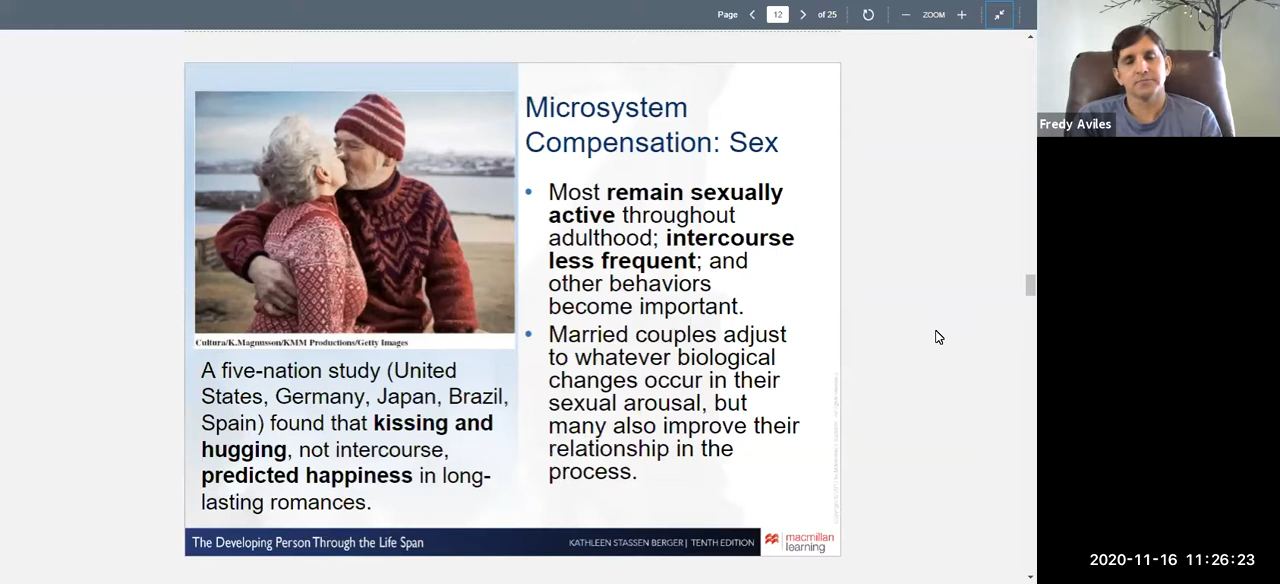 Page 12 of 25 ZOOM
Fredy Aviles
Microsystem
Compensation: Sex
• Most remain sexually
active throughout
adulthood; intercourse
less frequent; and
other behaviors
become important.
• Married couples adjust
to whatever biological
changes occur in their
sexual arousal, but
many also improve their
relationship in the
process.
Cultura/K.Magnusson/KMM Productions/Getty Images
A five-nation study (United
States, Germany, Japan, Brazil,
Spain) found that kissing and
hugging, not intercourse,
predicted happiness in long-
lasting romances.
The Developing Person Through the Life Span
KATHLEEN STASSEN BERGER | TENTH EDITION
macmillan
learning
2020-11-16 11:26:23